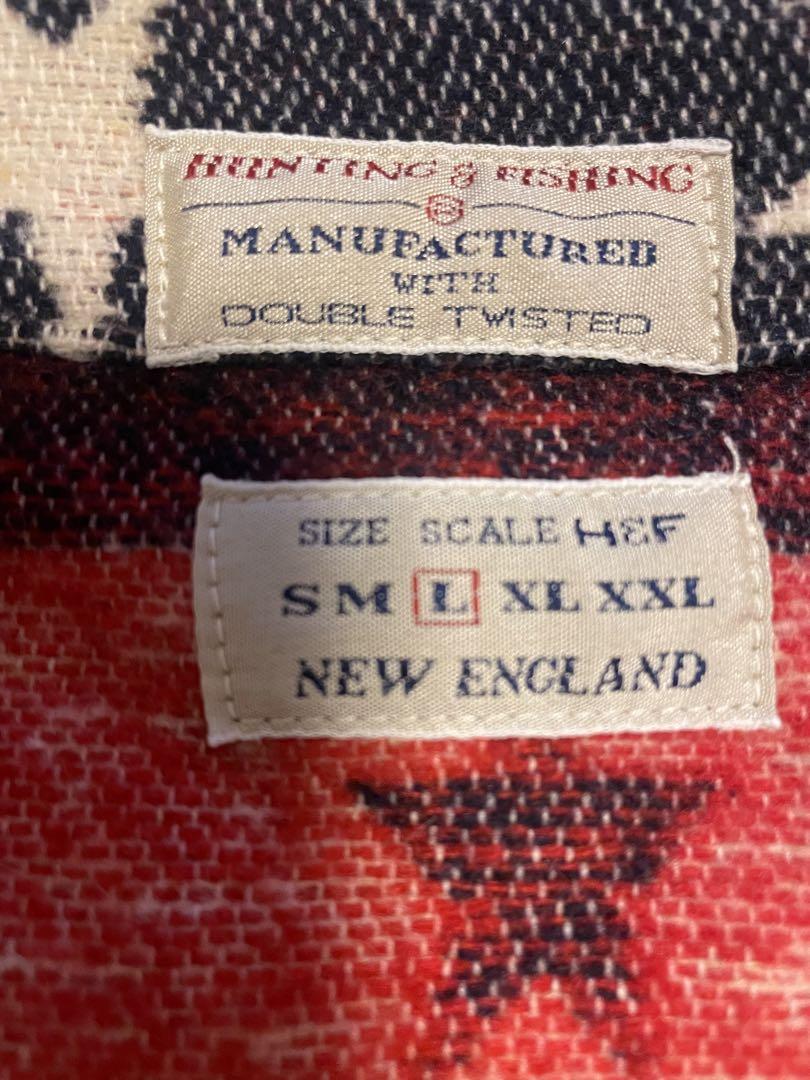 HUNTING & FISHING
MANUFACTURED
WITH
DOUBLE TWISTED
SIZE SCALE H&F
S M L XL XXL
NEW ENGLAND